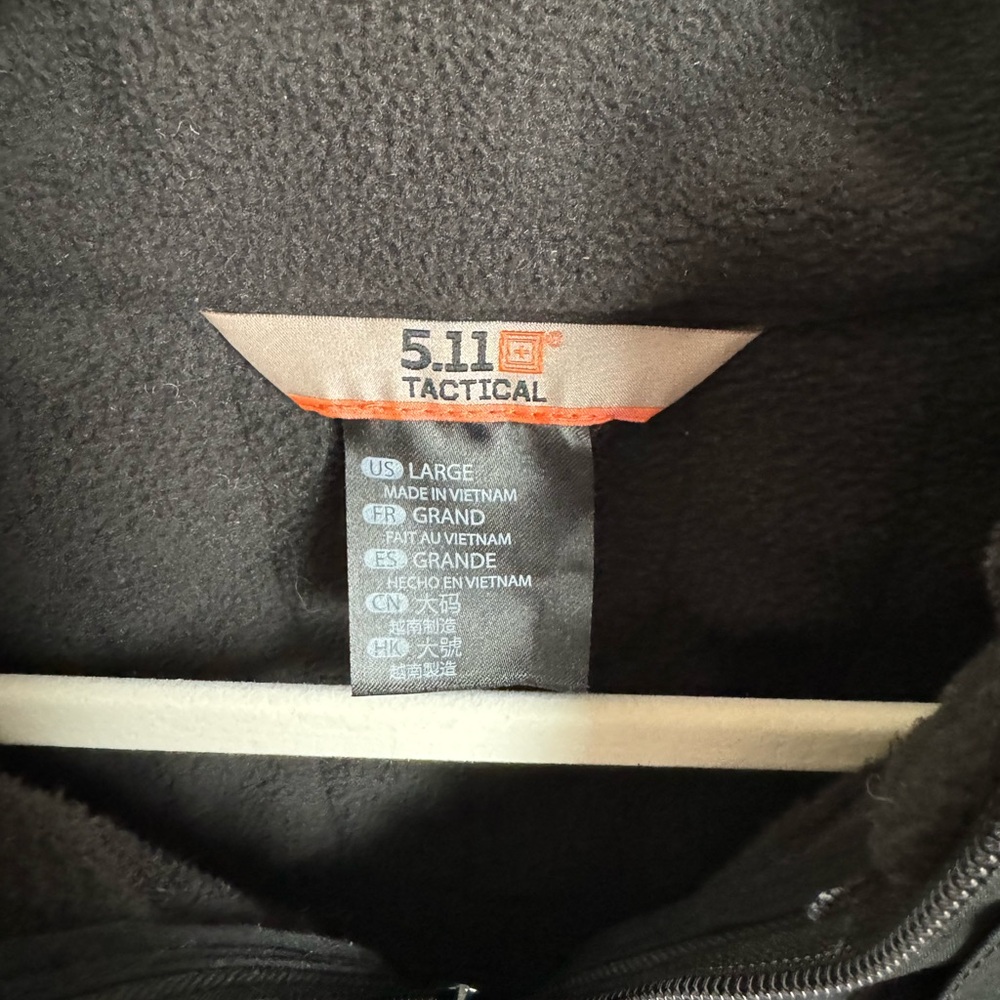 5.11®
TACTICAL
US LARGE
MADE IN VIETNAM
FR GRAND
FAIT AU VIETNAM
ES GRANDE
HECHO EN VIETNAM
CN 大码
越南制造
HK 大號
越南製造